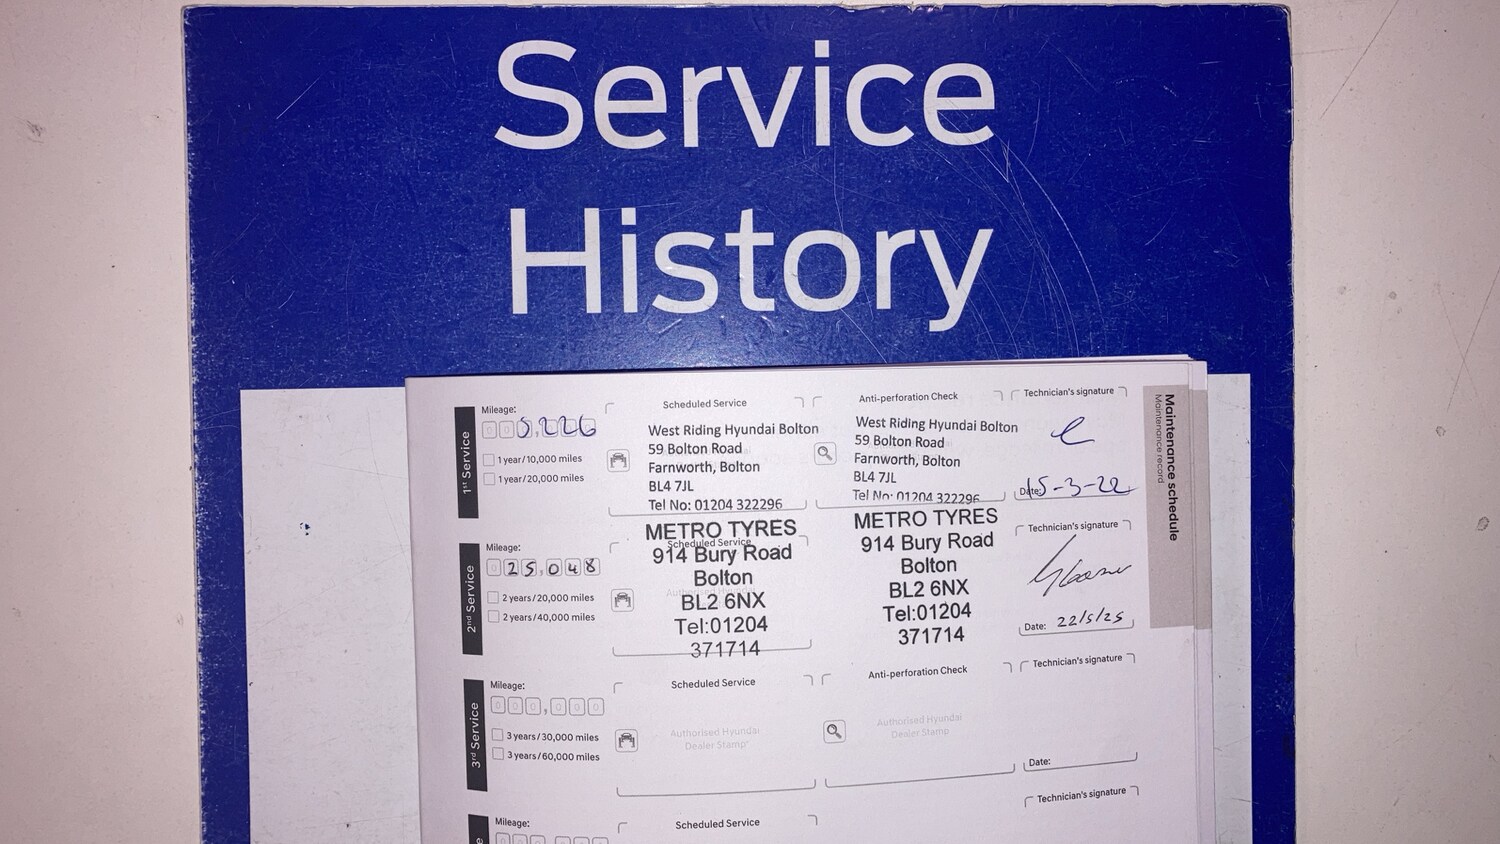 Service
History
Maintenance schedule
Maintenance record
1st Service
Mileage:
005,226
1 year/10,000 miles
1 year/20,000 miles
Scheduled Service
West Riding Hyundai Bolton
59 Bolton Road
Farnworth, Bolton
BL4 7JL
Tel No: 01204 322296
Anti-perforation Check
West Riding Hyundai Bolton
59 Bolton Road
Farnworth, Bolton
BL4 7JL
Tel No: 01204 322296
Technician's signature
Date: 15-3-22
2nd Service
Mileage:
025,048
2 years/20,000 miles
2 years/40,000 miles
Scheduled Service
METRO TYRES
914 Bury Road
Bolton
BL2 6NX
Tel:01204
371714
METRO TYRES
914 Bury Road
Bolton
BL2 6NX
Tel:01204
371714
Technician's signature
Date: 22/5/25
3rd Service
Mileage:
000,000
3 years/30,000 miles
3 years/60,000 miles
Scheduled Service
Authorised Hyundai
Dealer Stamp
Anti-perforation Check
Authorised Hyundai
Dealer Stamp
Technician's signature
Date:
Mileage:
Scheduled Service
Technician's signature